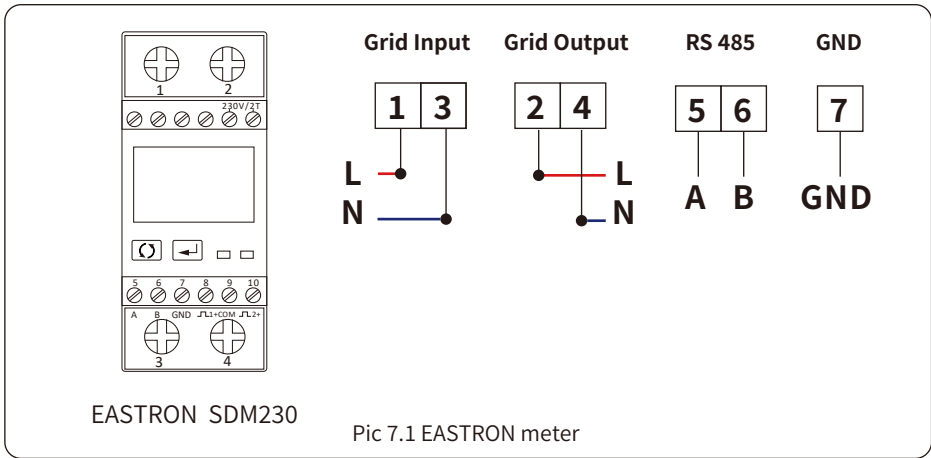 Grid Input Grid Output RS 485 GND
1 2
230V/2T
1 3 2 4 5 6 7
L L
N N
A B GND
5 6 7 8 9 10
A B GND 1+COM 2+
3 4
EASTRON SDM230
Pic 7.1 EASTRON meter